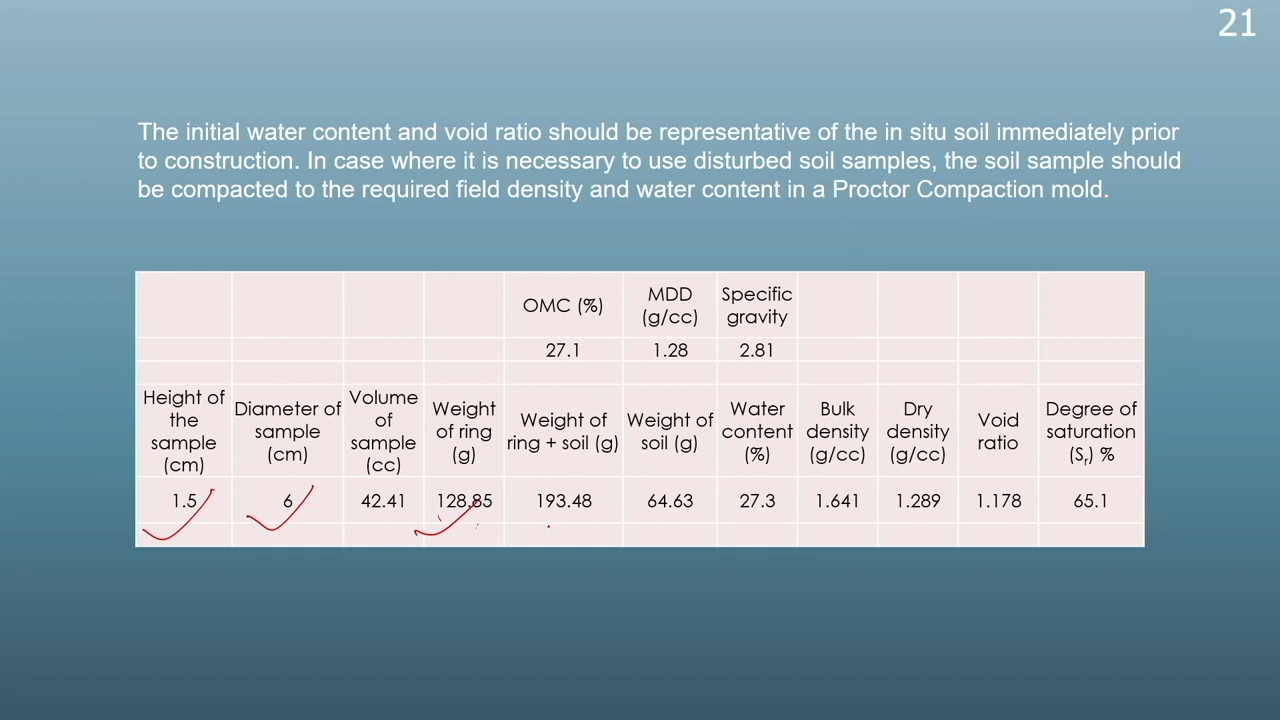 21
The initial water content and void ratio should be representative of the in situ soil immediately prior
to construction. In case where it is necessary to use disturbed soil samples, the soil sample should
be compacted to the required field density and water content in a Proctor Compaction mold.
OMC (%) MDD (g/cc) Specific gravity
27.1 1.28 2.81
Height of the sample (cm) Diameter of sample (cm) Volume of sample (cc) Weight of ring (g) Weight of ring + soil (g) Weight of soil (g) Water content (%) Bulk density (g/cc) Dry density (g/cc) Void ratio Degree of saturation (Sr) %
1.5 6 42.41 128.85 193.48 64.63 27.3 1.641 1.289 1.178 65.1